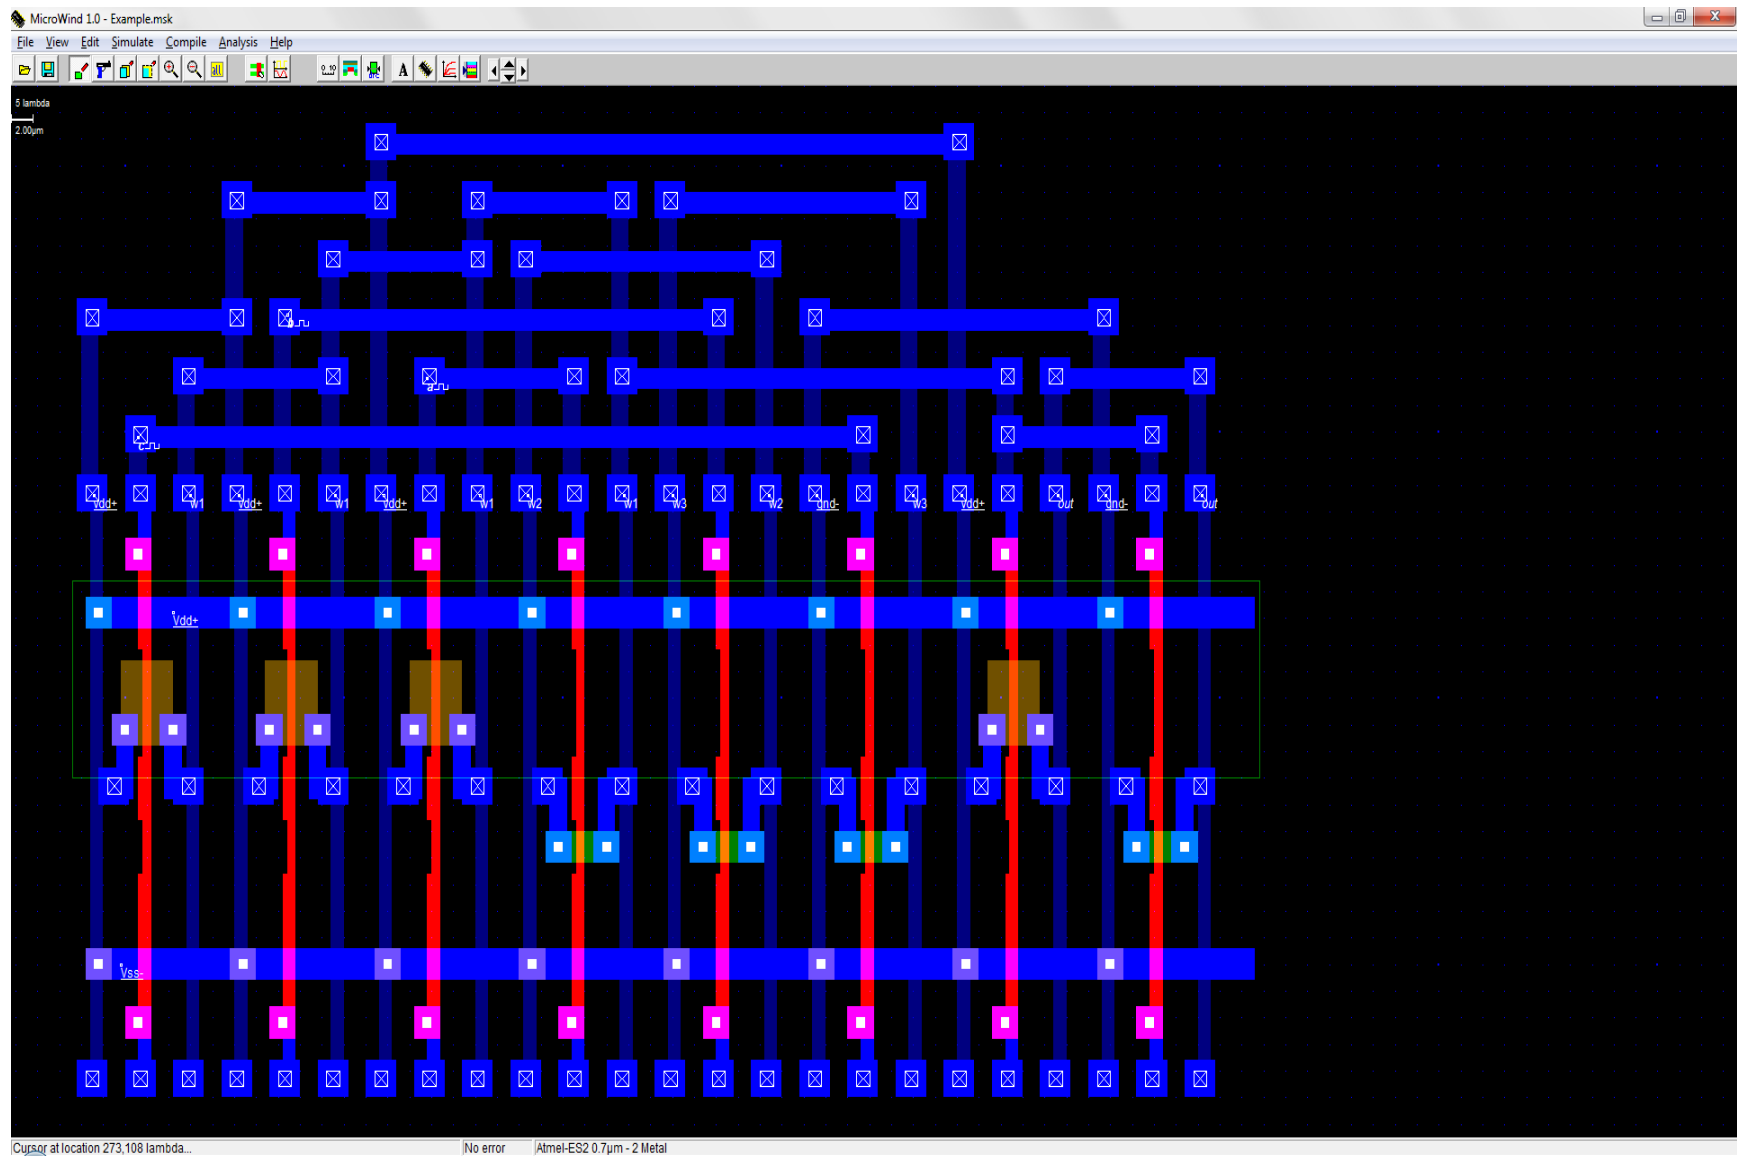 MicroWind 1.0 - Example.msk
File View Edit Simulate Compile Analysis Help
5 lambda
2.00µm
b
a
c
vdd+ w1 vdd+ w1 vdd+ w1 w2 w1 w3 w2 gnd- w3 vdd+ out gnd- out
Vdd+
Vss-
Cursor at location 273,108 lambda... No error Atmel-ES2 0.7µm - 2 Metal